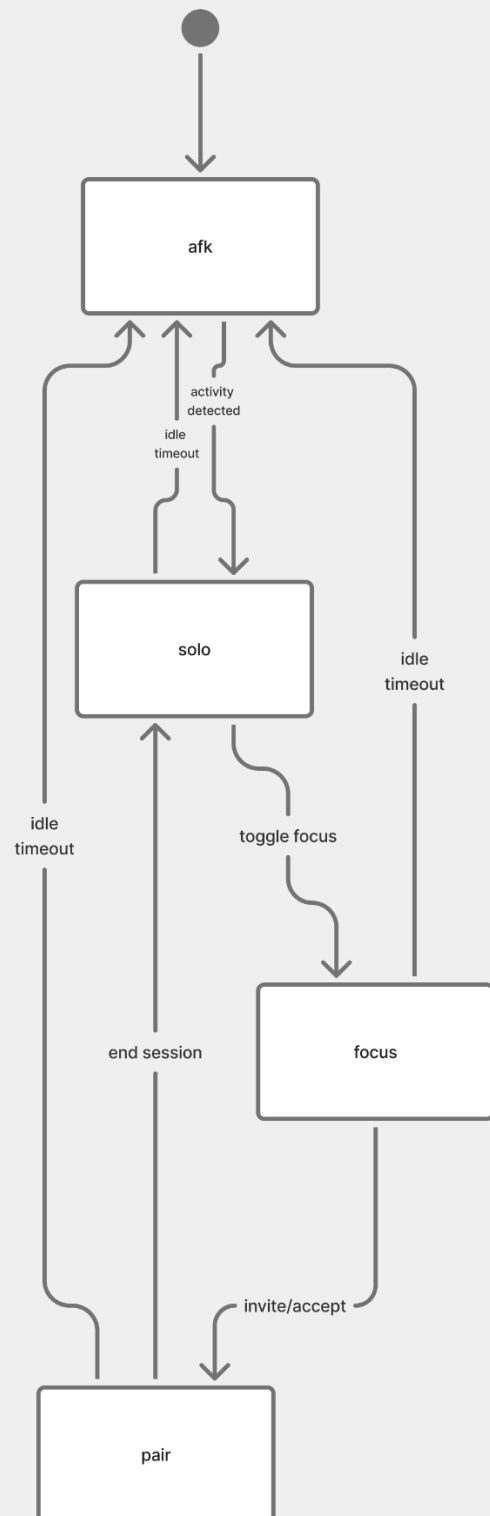 afk
activity
detected
idle
timeout
solo
idle
timeout
idle
timeout
toggle focus
end session
focus
invite/accept
pair